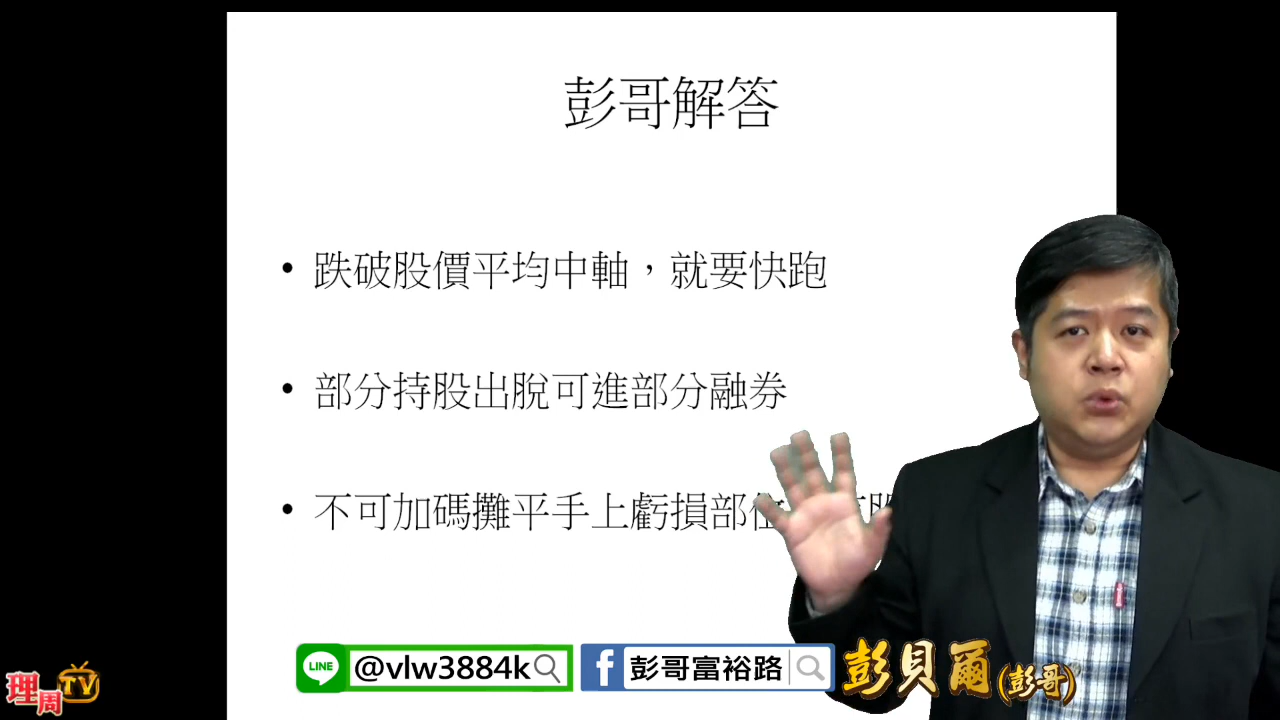 彭哥解答
• 跌破股價平均中軸，就要快跑
• 部分持股出脫可進部分融券
• 不可加碼攤平手上虧損部位
LINE @vlw3884k
f 彭哥富裕路
彭貝爾(彭哥)
理周TV